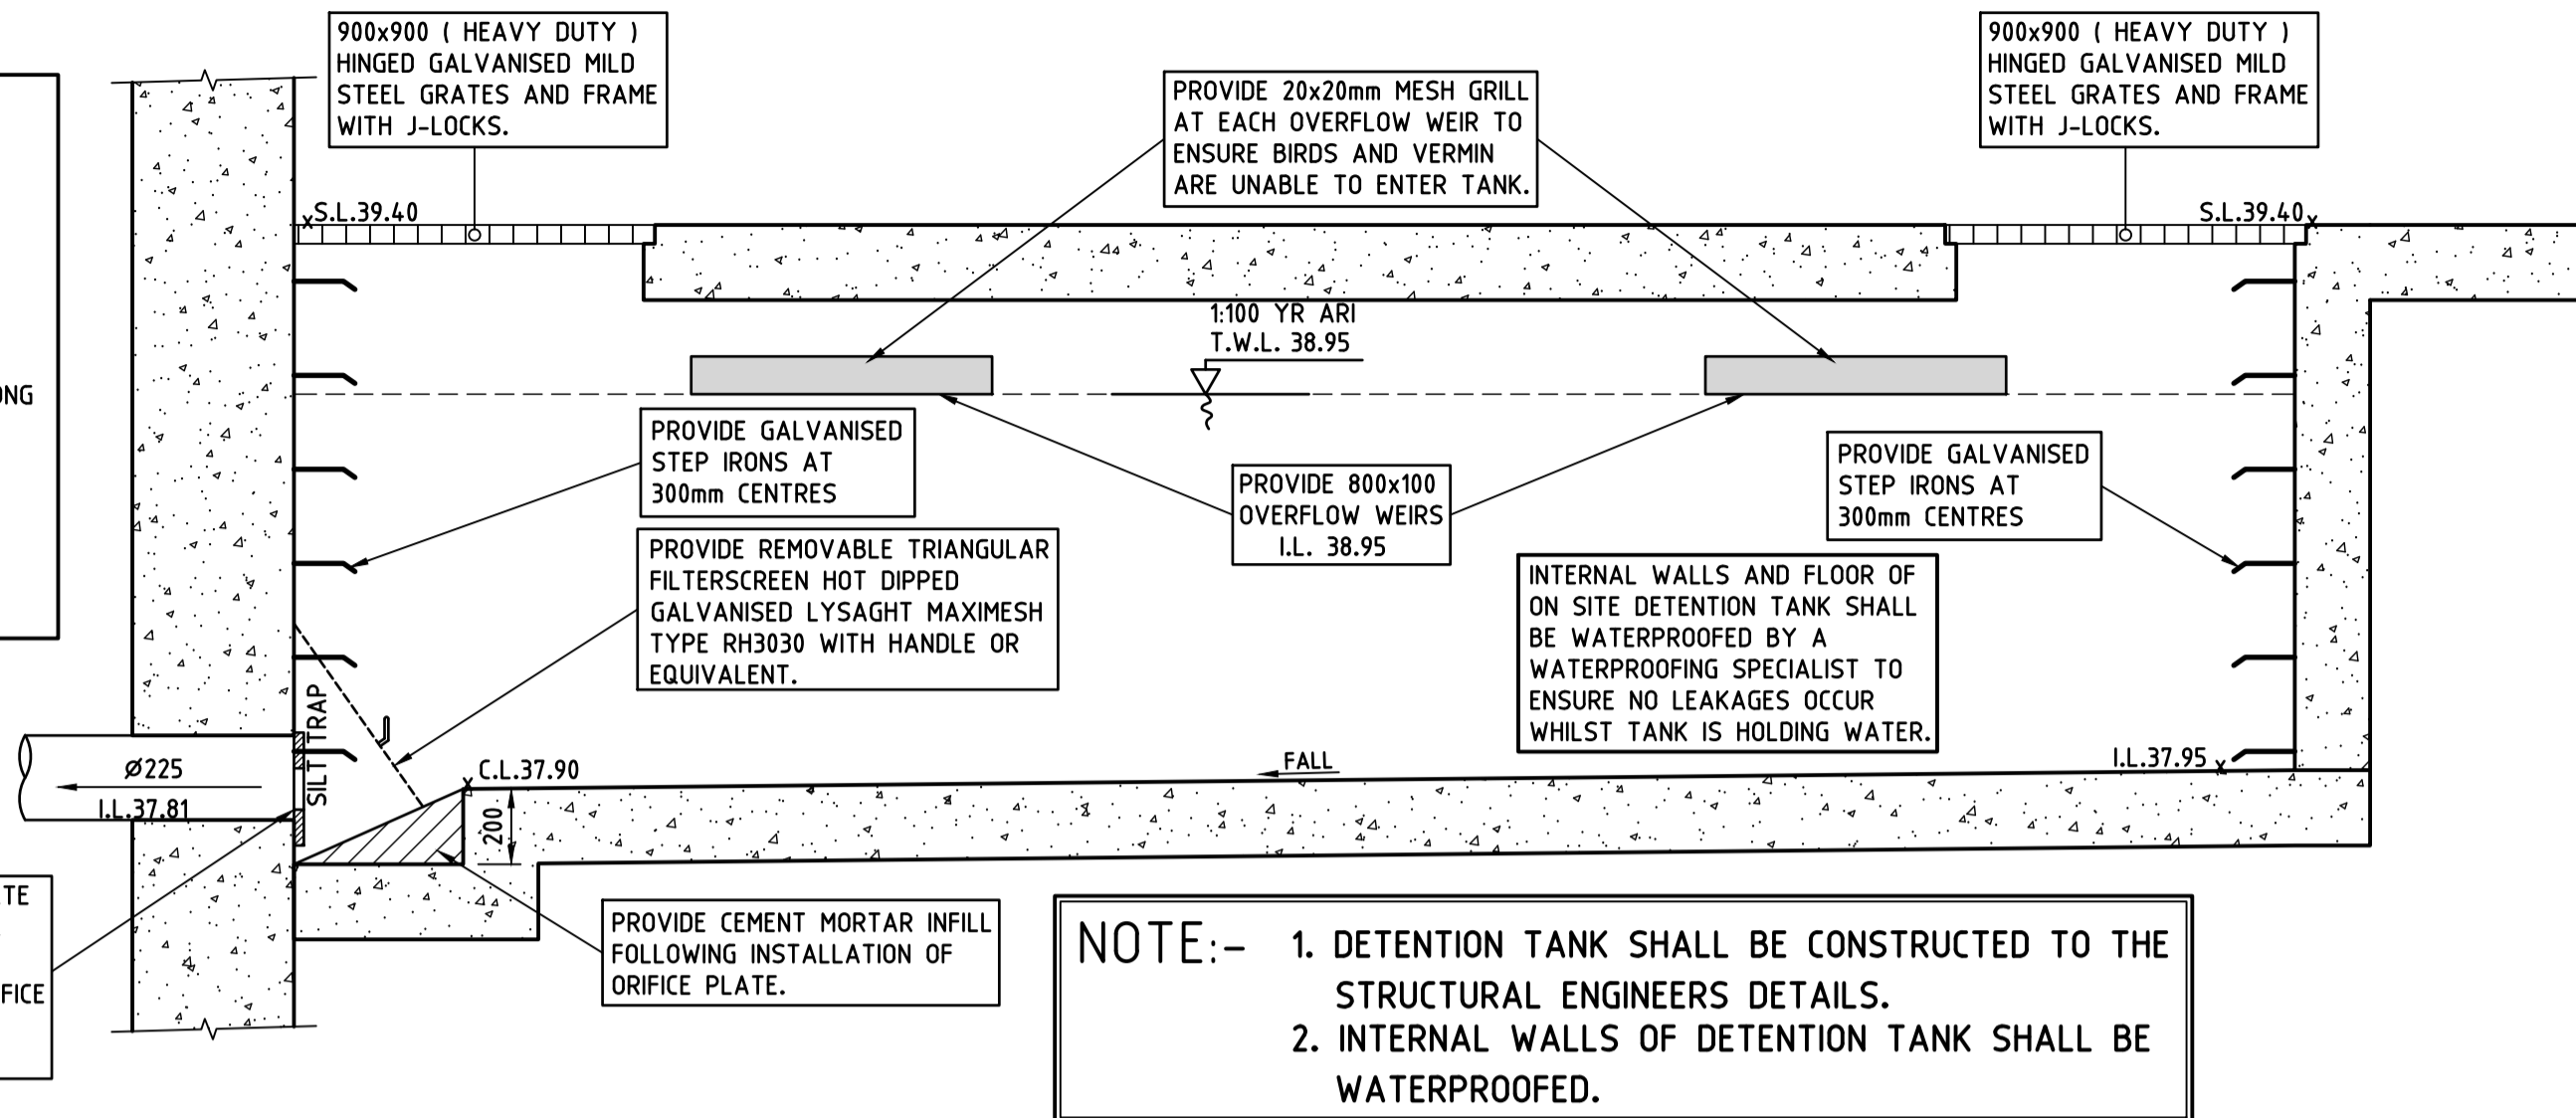 900x900 ( HEAVY DUTY )
HINGED GALVANISED MILD
STEEL GRATES AND FRAME
WITH J-LOCKS.
PROVIDE 20x20mm MESH GRILL
AT EACH OVERFLOW WEIR TO
ENSURE BIRDS AND VERMIN
ARE UNABLE TO ENTER TANK.
900x900 ( HEAVY DUTY )
HINGED GALVANISED MILD
STEEL GRATES AND FRAME
WITH J-LOCKS.
S.L.39.40
S.L.39.40
1:100 YR ARI
T.W.L. 38.95
ONG
PROVIDE GALVANISED
STEP IRONS AT
300mm CENTRES
PROVIDE 800x100
OVERFLOW WEIRS
I.L. 38.95
PROVIDE GALVANISED
STEP IRONS AT
300mm CENTRES
PROVIDE REMOVABLE TRIANGULAR
FILTERSCREEN HOT DIPPED
GALVANISED LYSAGHT MAXIMESH
TYPE RH3030 WITH HANDLE OR
EQUIVALENT.
INTERNAL WALLS AND FLOOR OF
ON SITE DETENTION TANK SHALL
BE WATERPROOFED BY A
WATERPROOFING SPECIALIST TO
ENSURE NO LEAKAGES OCCUR
WHILST TANK IS HOLDING WATER.
SILT TRAP
Ø225
I.L.37.81
C.L.37.90
FALL
I.L.37.95
200
TE
FICE
PROVIDE CEMENT MORTAR INFILL
FOLLOWING INSTALLATION OF
ORIFICE PLATE.
NOTE:- 1. DETENTION TANK SHALL BE CONSTRUCTED TO THE
STRUCTURAL ENGINEERS DETAILS.
2. INTERNAL WALLS OF DETENTION TANK SHALL BE
WATERPROOFED.